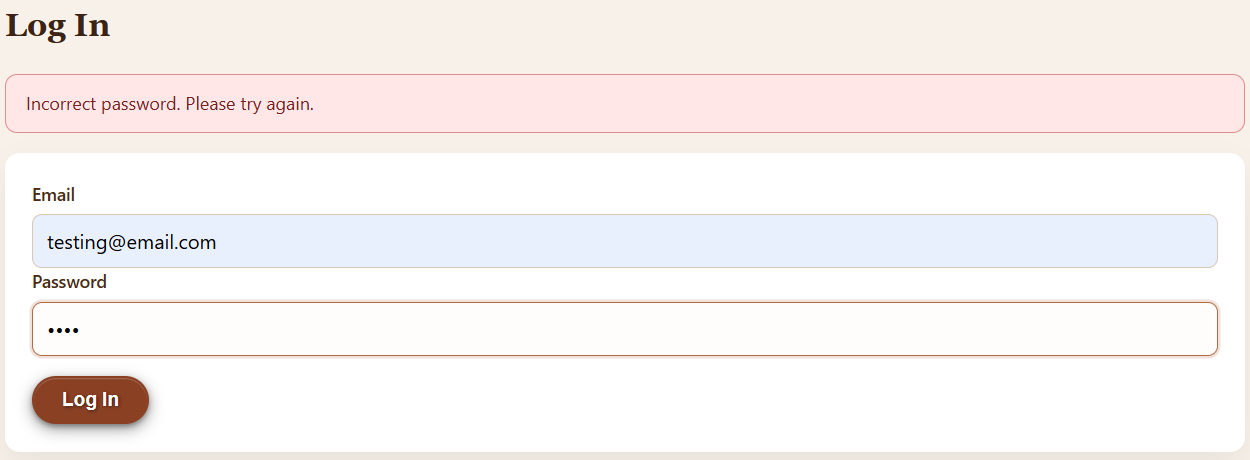 Log In
Incorrect password. Please try again.
Email
testing@email.com
Password
••••
Log In